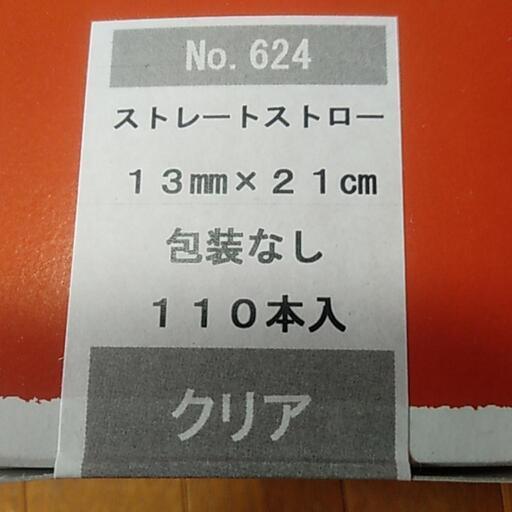 No.624
ストレートストロー
１３㎜×２１㎝
包装なし
１１０本入
クリア